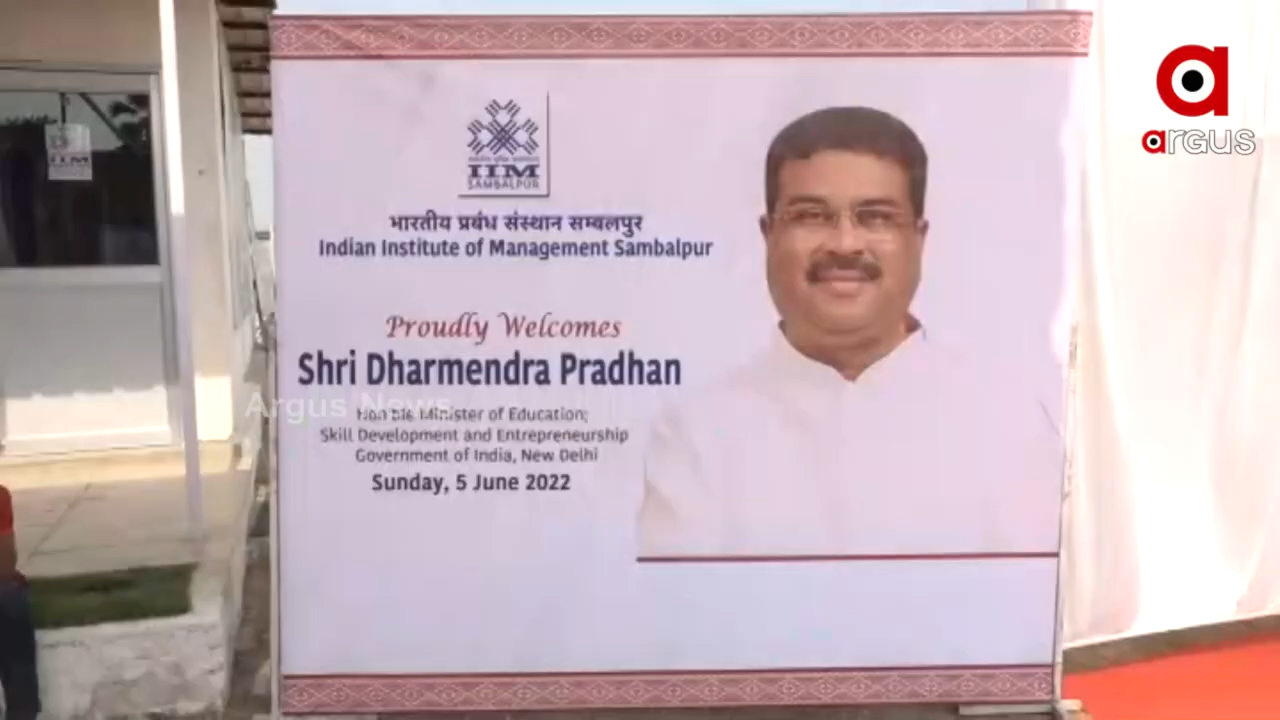 IIM
SAMBALPUR
भारतीय प्रबंध संस्थान सम्बलपुर
Indian Institute of Management Sambalpur
Proudly Welcomes
Shri Dharmendra Pradhan
Hon'ble Minister of Education;
Skill Development and Entrepreneurship
Government of India, New Delhi
Sunday, 5 June 2022
Argus News
IIM
argus